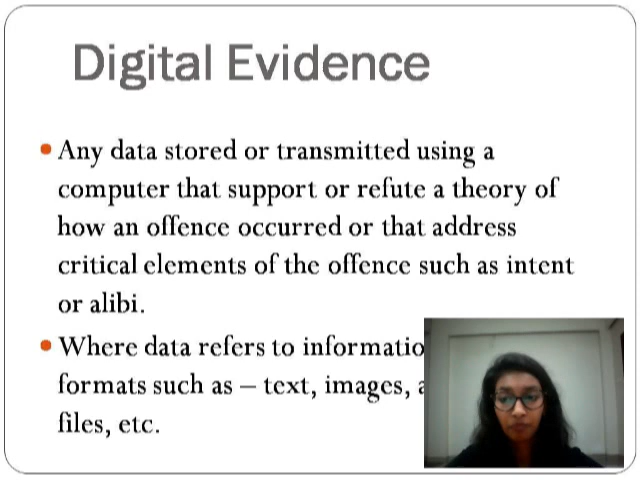 Digital Evidence
Any data stored or transmitted using a
computer that support or refute a theory of
how an offence occurred or that address
critical elements of the offence such as intent
or alibi.
Where data refers to
formats such as – text, images,
files, etc.